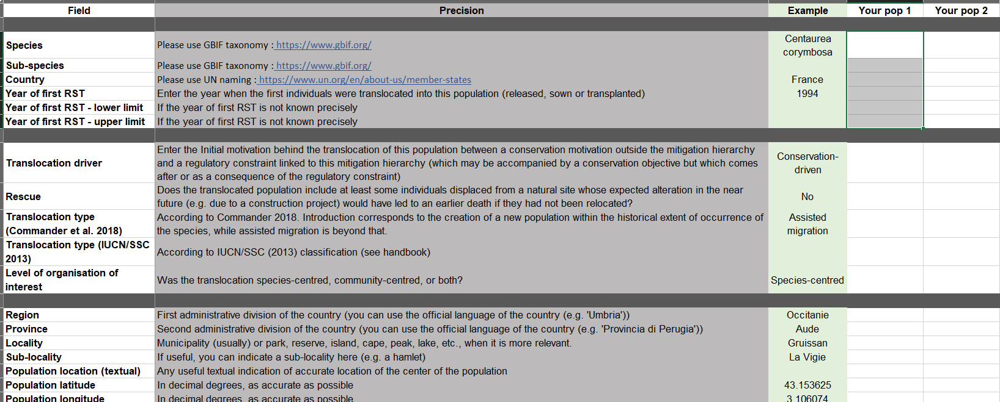 Field Precision Example Your pop 1 Your pop 2
Species Please use GBIF taxonomy : https://www.gbif.org/ Centaurea
corymbosa
Sub-species Please use GBIF taxonomy : https://www.gbif.org/
Country Please use UN naming : https://www.un.org/en/about-us/member-states France
Year of first RST Enter the year when the first individuals were translocated into this population (released, sown or transplanted) 1994
Year of first RST - lower limit If the year of first RST is not known precisely
Year of first RST - upper limit If the year of first RST is not known precisely
Translocation driver
Enter the Initial motivation behind the translocation of this population between a conservation motivation outside the mitigation hierarchy
and a regulatory constraint linked to this mitigation hierarchy (which may be accompanied by a conservation objective but which comes
after or as a consequence of the regulatory constraint)
Conservation-
driven
Rescue
Does the translocated population include at least some individuals displaced from a natural site whose expected alteration in the near
future (e.g. due to a construction project) would have led to an earlier death if they had not been relocated?
No
Translocation type
(Commander et al. 2018)
According to Commander 2018. Introduction corresponds to the creation of a new population within the historical extent of occurrence of
the species, while assisted migration is beyond that.
Assisted
migration
Translocation type (IUCN/SSC
2013)
According to IUCN/SSC (2013) classification (see handbook)
Level of organisation of
interest
Was the translocation species-centred, community-centred, or both?
Species-centred
Region First administrative division of the country (you can use the official language of the country (e.g. 'Umbria')) Occitanie
Province Second administrative division of the country (you can use the official language of the country (e.g. 'Provincia di Perugia')) Aude
Locality Municipality (usually) or park, reserve, island, cape, peak, lake, etc., when it is more relevant. Gruissan
Sub-locality If useful, you can indicate a sub-locality here (e.g. a hamlet) La Vigie
Population location (textual) Any useful textual indication of accurate location of the center of the population
Population latitude In decimal degrees, as accurate as possible 43.153625
Population longitude In decimal degrees, as accurate as possible 3.106074